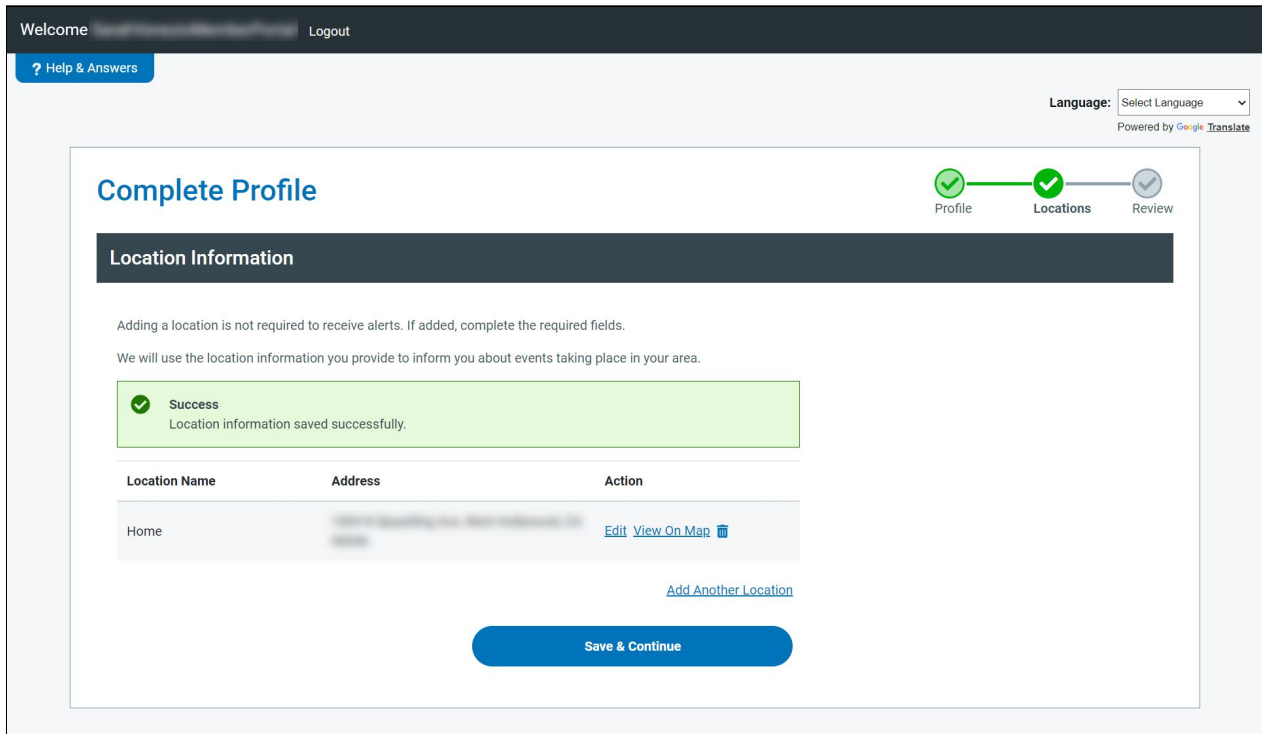 Welcome Logout
? Help & Answers
Language: Select Language
Powered by Google Translate
Complete Profile
Profile Locations Review
Location Information
Adding a location is not required to receive alerts. If added, complete the required fields.
We will use the location information you provide to inform you about events taking place in your area.
Success
Location information saved successfully.
Location Name Address Action
Home Edit View On Map
Add Another Location
Save & Continue